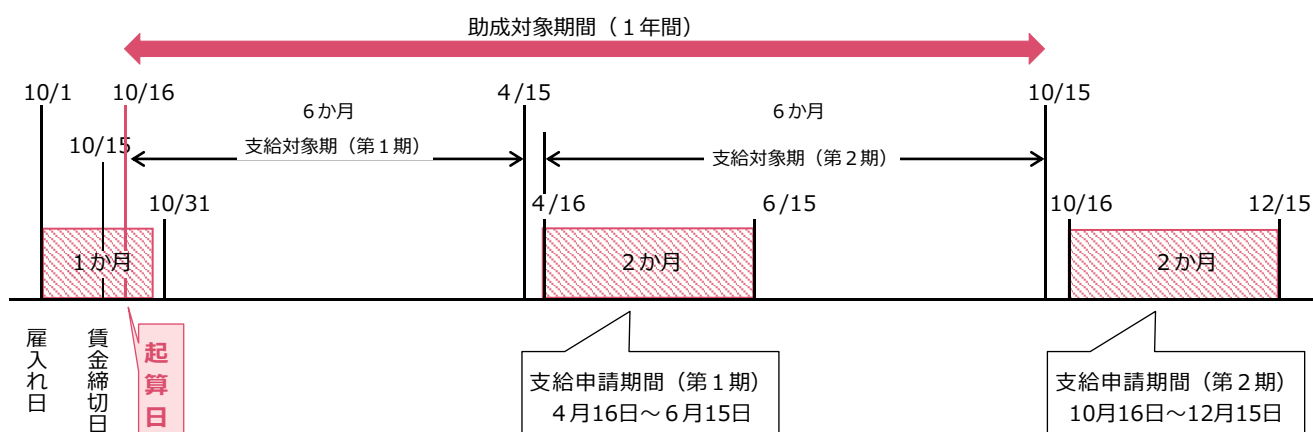 助成対象期間（１年間）
10/1
10/16
4/15
10/15
６か月
６か月
10/15
支給対象期（第１期）
支給対象期（第２期）
10/31
4/16
6/15
10/16
12/15
１か月
２か月
２か月
雇入れ日
賃金締切日
起算日
支給申請期間（第１期）
４月16日～６月15日
支給申請期間（第２期）
10月16日～12月15日